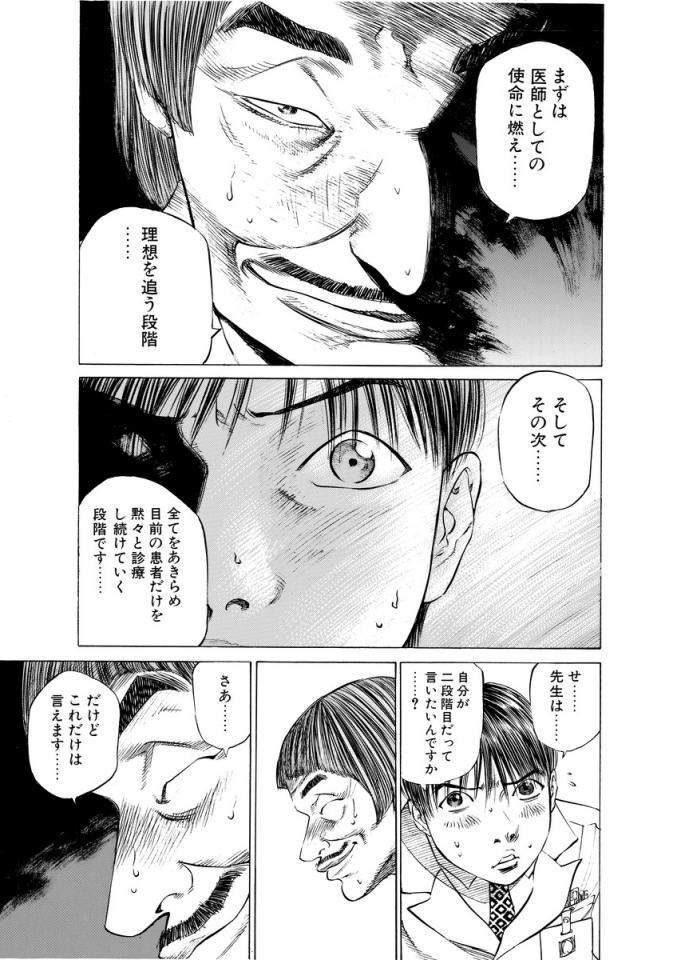 まずは
医師としての
使命に燃え……
理想を追う段階
……
そして
その次……
全てをあきらめ
目前の患者だけを
黙々と診療
し続けていく
段階です……
せ……
先生は……
自分が
二段階目だって
言いたいんですか
……?
さあ……
だけど
これだけは
言えます……